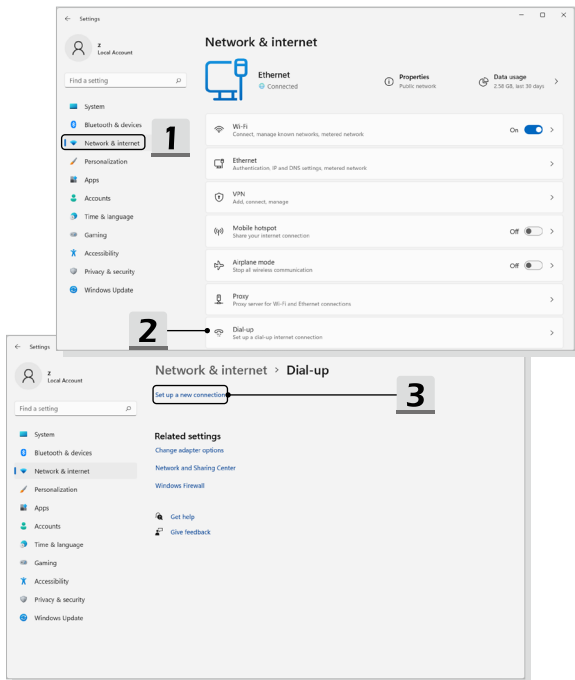 Settings
z
Local Account
Find a setting
System
Bluetooth & devices
Network & internet
Personalization
Apps
Accounts
Time & language
Gaming
Accessibility
Privacy & security
Windows Update
1
Network & internet
Ethernet
Connected
Properties
Public network
Data usage
2.58 GB, last 30 days
Wi-Fi
Connect, manage known networks, metered network
On
Ethernet
Authentication, IP and DNS settings, metered network
VPN
Add, connect, manage
Mobile hotspot
Share your internet connection
Off
Airplane mode
Stop all wireless communication
Off
Proxy
Proxy server for Wi-Fi and Ethernet connections
2
Dial-up
Set up a dial-up internet connection
Settings
z
Local Account
Find a setting
System
Bluetooth & devices
Network & internet
Personalization
Apps
Accounts
Time & language
Gaming
Accessibility
Privacy & security
Windows Update
Network & internet > Dial-up
Set up a new connection
3
Related settings
Change adapter options
Network and Sharing Center
Windows Firewall
Get help
Give feedback